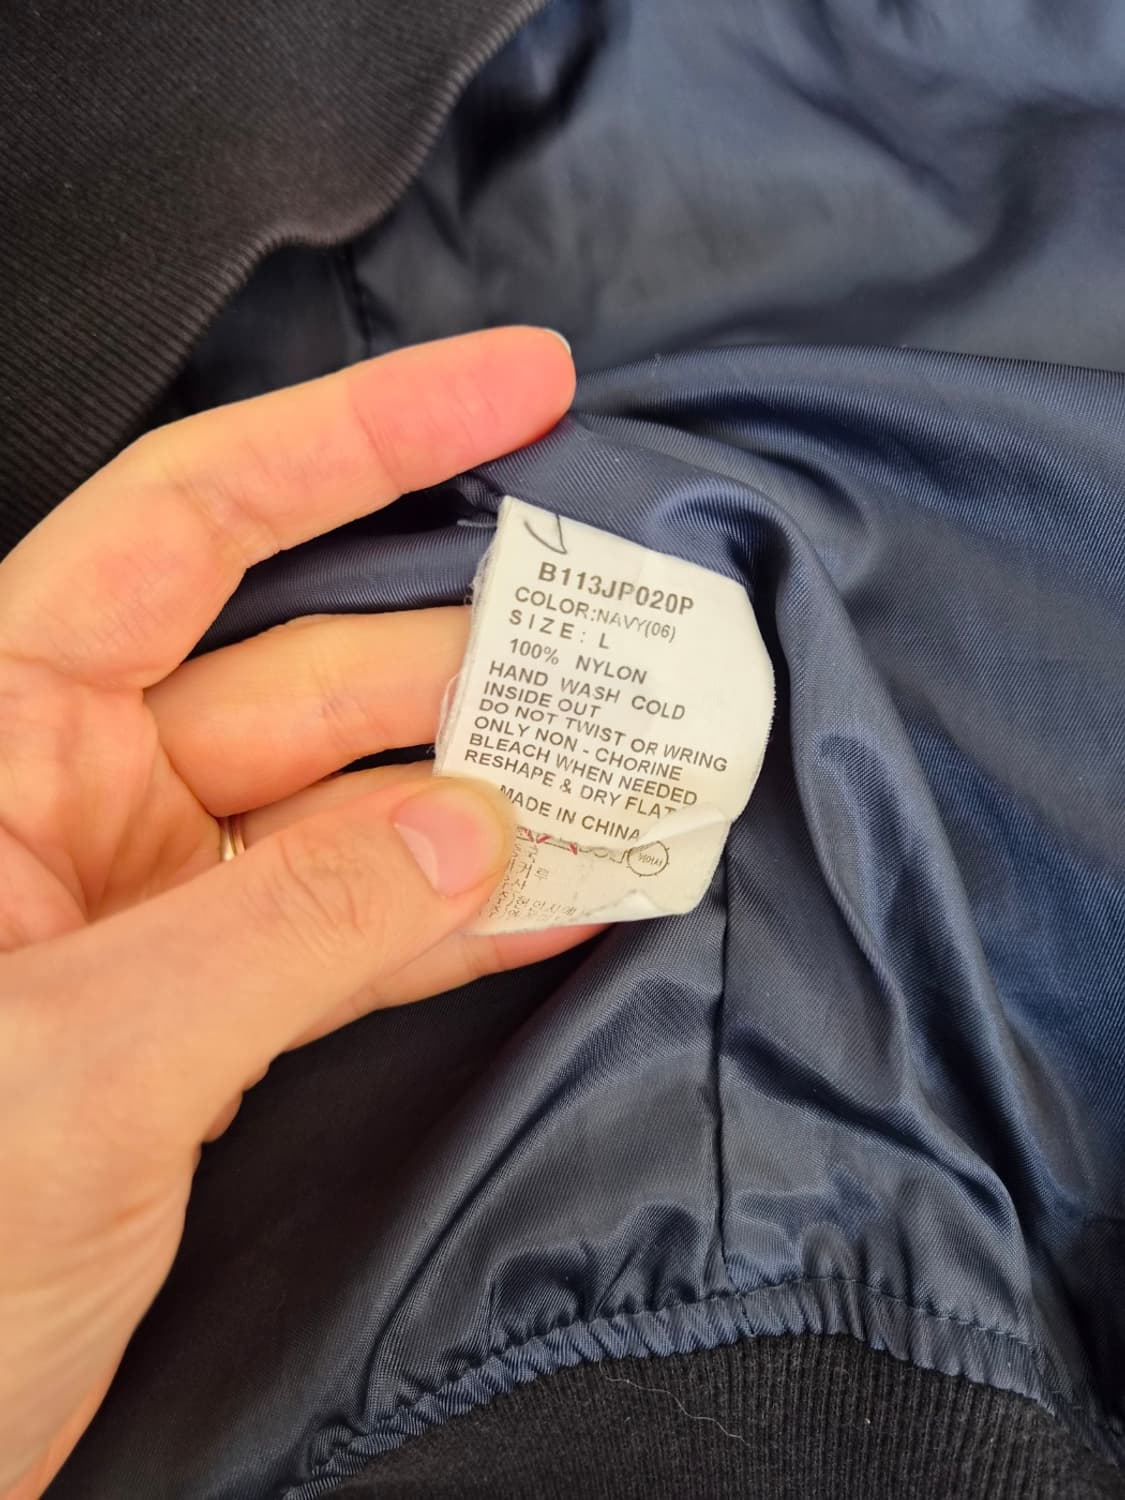 B113JP020P
COLOR:NAVY(06)
SIZE: L
100% NYLON
HAND WASH COLD
INSIDE OUT
DO NOT TWIST OR WRING
ONLY NON - CHORINE
BLEACH WHEN NEEDED
RESHAPE & DRY FLAT
MADE IN CHINA